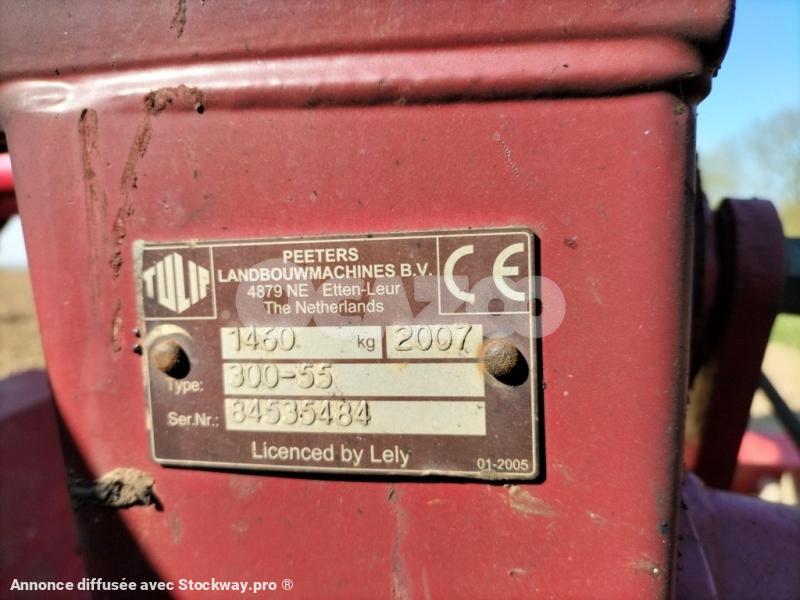 TULIP
PEETERS
LANDBOUWMACHINES B.V.
4879 NE Etten-Leur
The Netherlands
CE
1460 kg 2007
Type: 300-55
Ser.Nr.: 84535484
Licenced by Lely
01-2005
Annonce diffusée avec Stockway.pro ®